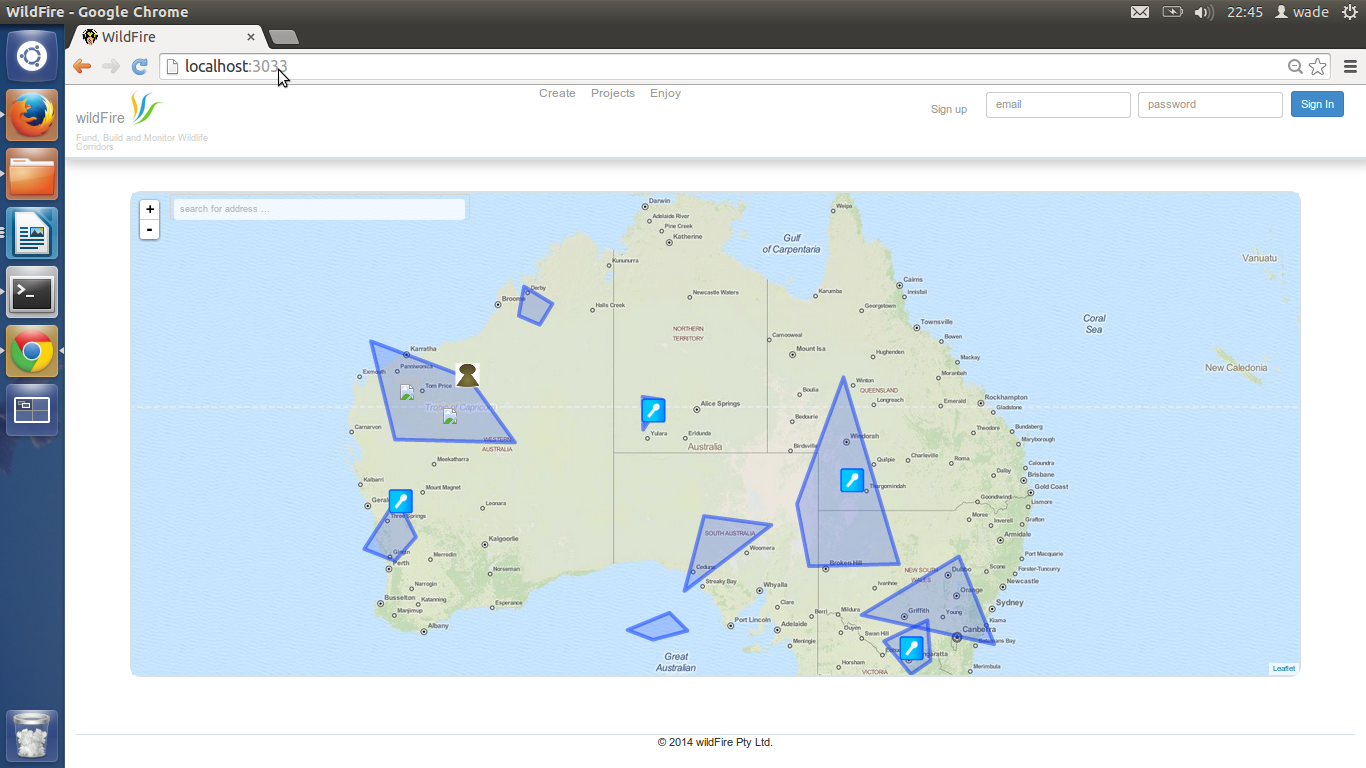 WildFire - Google Chrome
22:45
wade
WildFire
localhost:3033
wildFire
Fund, Build and Monitor Wildlife
Corridors
Create Projects Enjoy
Sign up
email
password
Sign In
+
-
search for address ...
Darwin
Adelaide River
Pine Creek
Katherine
Weipa
Gulf
of Carpentaria
Kununurra
Vanuatu
Cairns
Innisfail
Derby
Broome
Halls Creek
Newcastle Waters
Karumba
Georgetown
Coral
Sea
Townsville
NORTHERN
TERRITORY
Camooweal
Bowen
Karratha
Mount Isa
Hughenden
Mackay
Pannawonica
Exmouth
Moranbah
New Caledonia
Tom Price
Winton
QUEENSLAND
Boulia
Longreach
Emerald
Rockhampton
Gladstone
Tropic of Capricorn
Alice Springs
Bedourie
Carnarvon
Yulara
Erldunda
Windorah
Theodore
Bundaberg
Maryborough
WESTERN
AUSTRALIA
Australia
Birdsville
Quilpie
Charleville
Roma
Meekatharra
Caloundra
Dalby
Brisbane
Kalbarri
Mount Magnet
Thargomindah
Gold Coast
Geral
Leonara
Goondiwindi
Lismore
Three Springs
Moree
Inverell
Grafton
SOUTH AUSTRALIA
Armidale
Kalgoorlie
Woomera
Gingin
Merredin
Port Macquarie
Perth
Norseman
Ceduna
Broken Hill
NEW SOUTH
WALES
Dubbo
Scone
Forster-Tuncurry
Narrogin
Streaky Bay
Whyalla
Ivanhoe
Newcastle
Orange
Busselton
Katanning
Esperance
Clare
Sydney
Manjimup
Berri
Mildura
Griffith
Young
Albany
Port Lincoln
Adelaide
Ouyen
Swan Hill
Kiama
Canberra
Batemans Bay
Meningie
Great
Australian
Horsham
VICTORIA
Merimbula
Leaflet
© 2014 wildFire Pty Ltd.